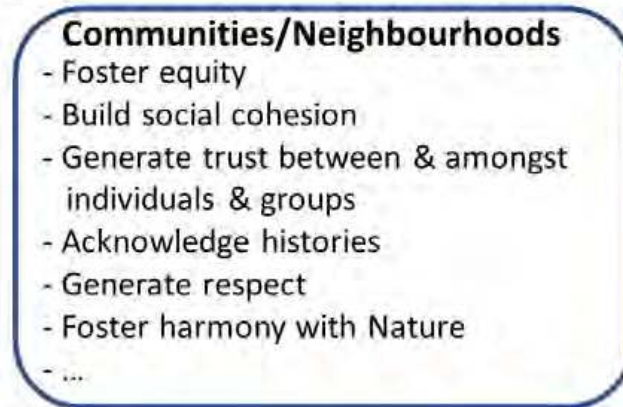 Communities/Neighbourhoods
- Foster equity
- Build social cohesion
- Generate trust between & amongst
individuals & groups
- Acknowledge histories
- Generate respect
- Foster harmony with Nature
- ...